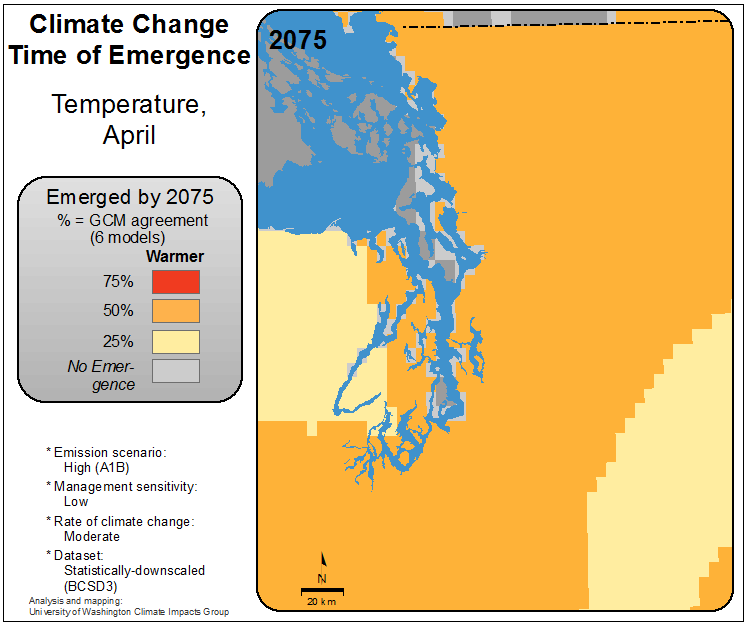 Climate Change
Time of Emergence
Temperature,
April
Emerged by 2075
% = GCM agreement
(6 models)
Warmer
75%
50%
25%
No Emer-
gence
* Emission scenario:
High (A1B)
* Management sensitivity:
Low
* Rate of climate change:
Moderate
* Dataset:
Statistically-downscaled
(BCSD3)
Analysis and mapping:
University of Washington Climate Impacts Group
2075
N
20 km